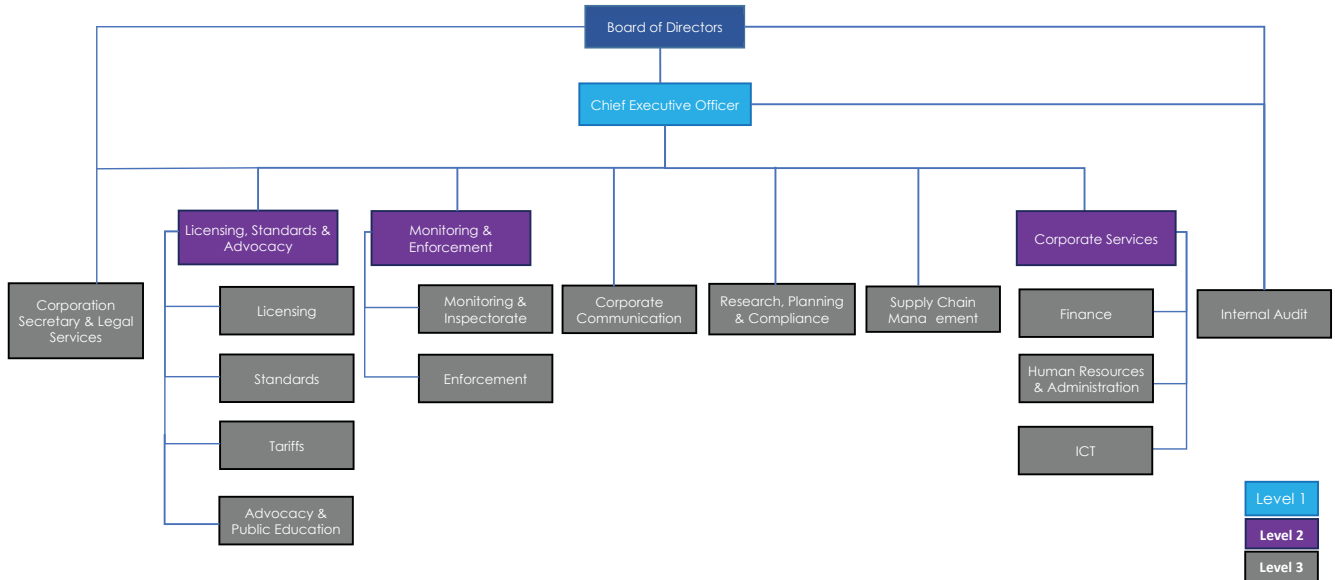 Board of Directors
Chief Executive Officer
Licensing, Standards &
Advocacy
Monitoring &
Enforcement
Corporate Services
Corporation
Secretary & Legal
Services
Licensing
Monitoring &
Inspectorate
Corporate
Communication
Research, Planning
& Compliance
Supply Chain
Mana ement
Finance
Internal Audit
Standards
Enforcement
Human Resources
& Administration
Tariffs
ICT
Advocacy &
Public Education
Level 1
Level 2
Level 3